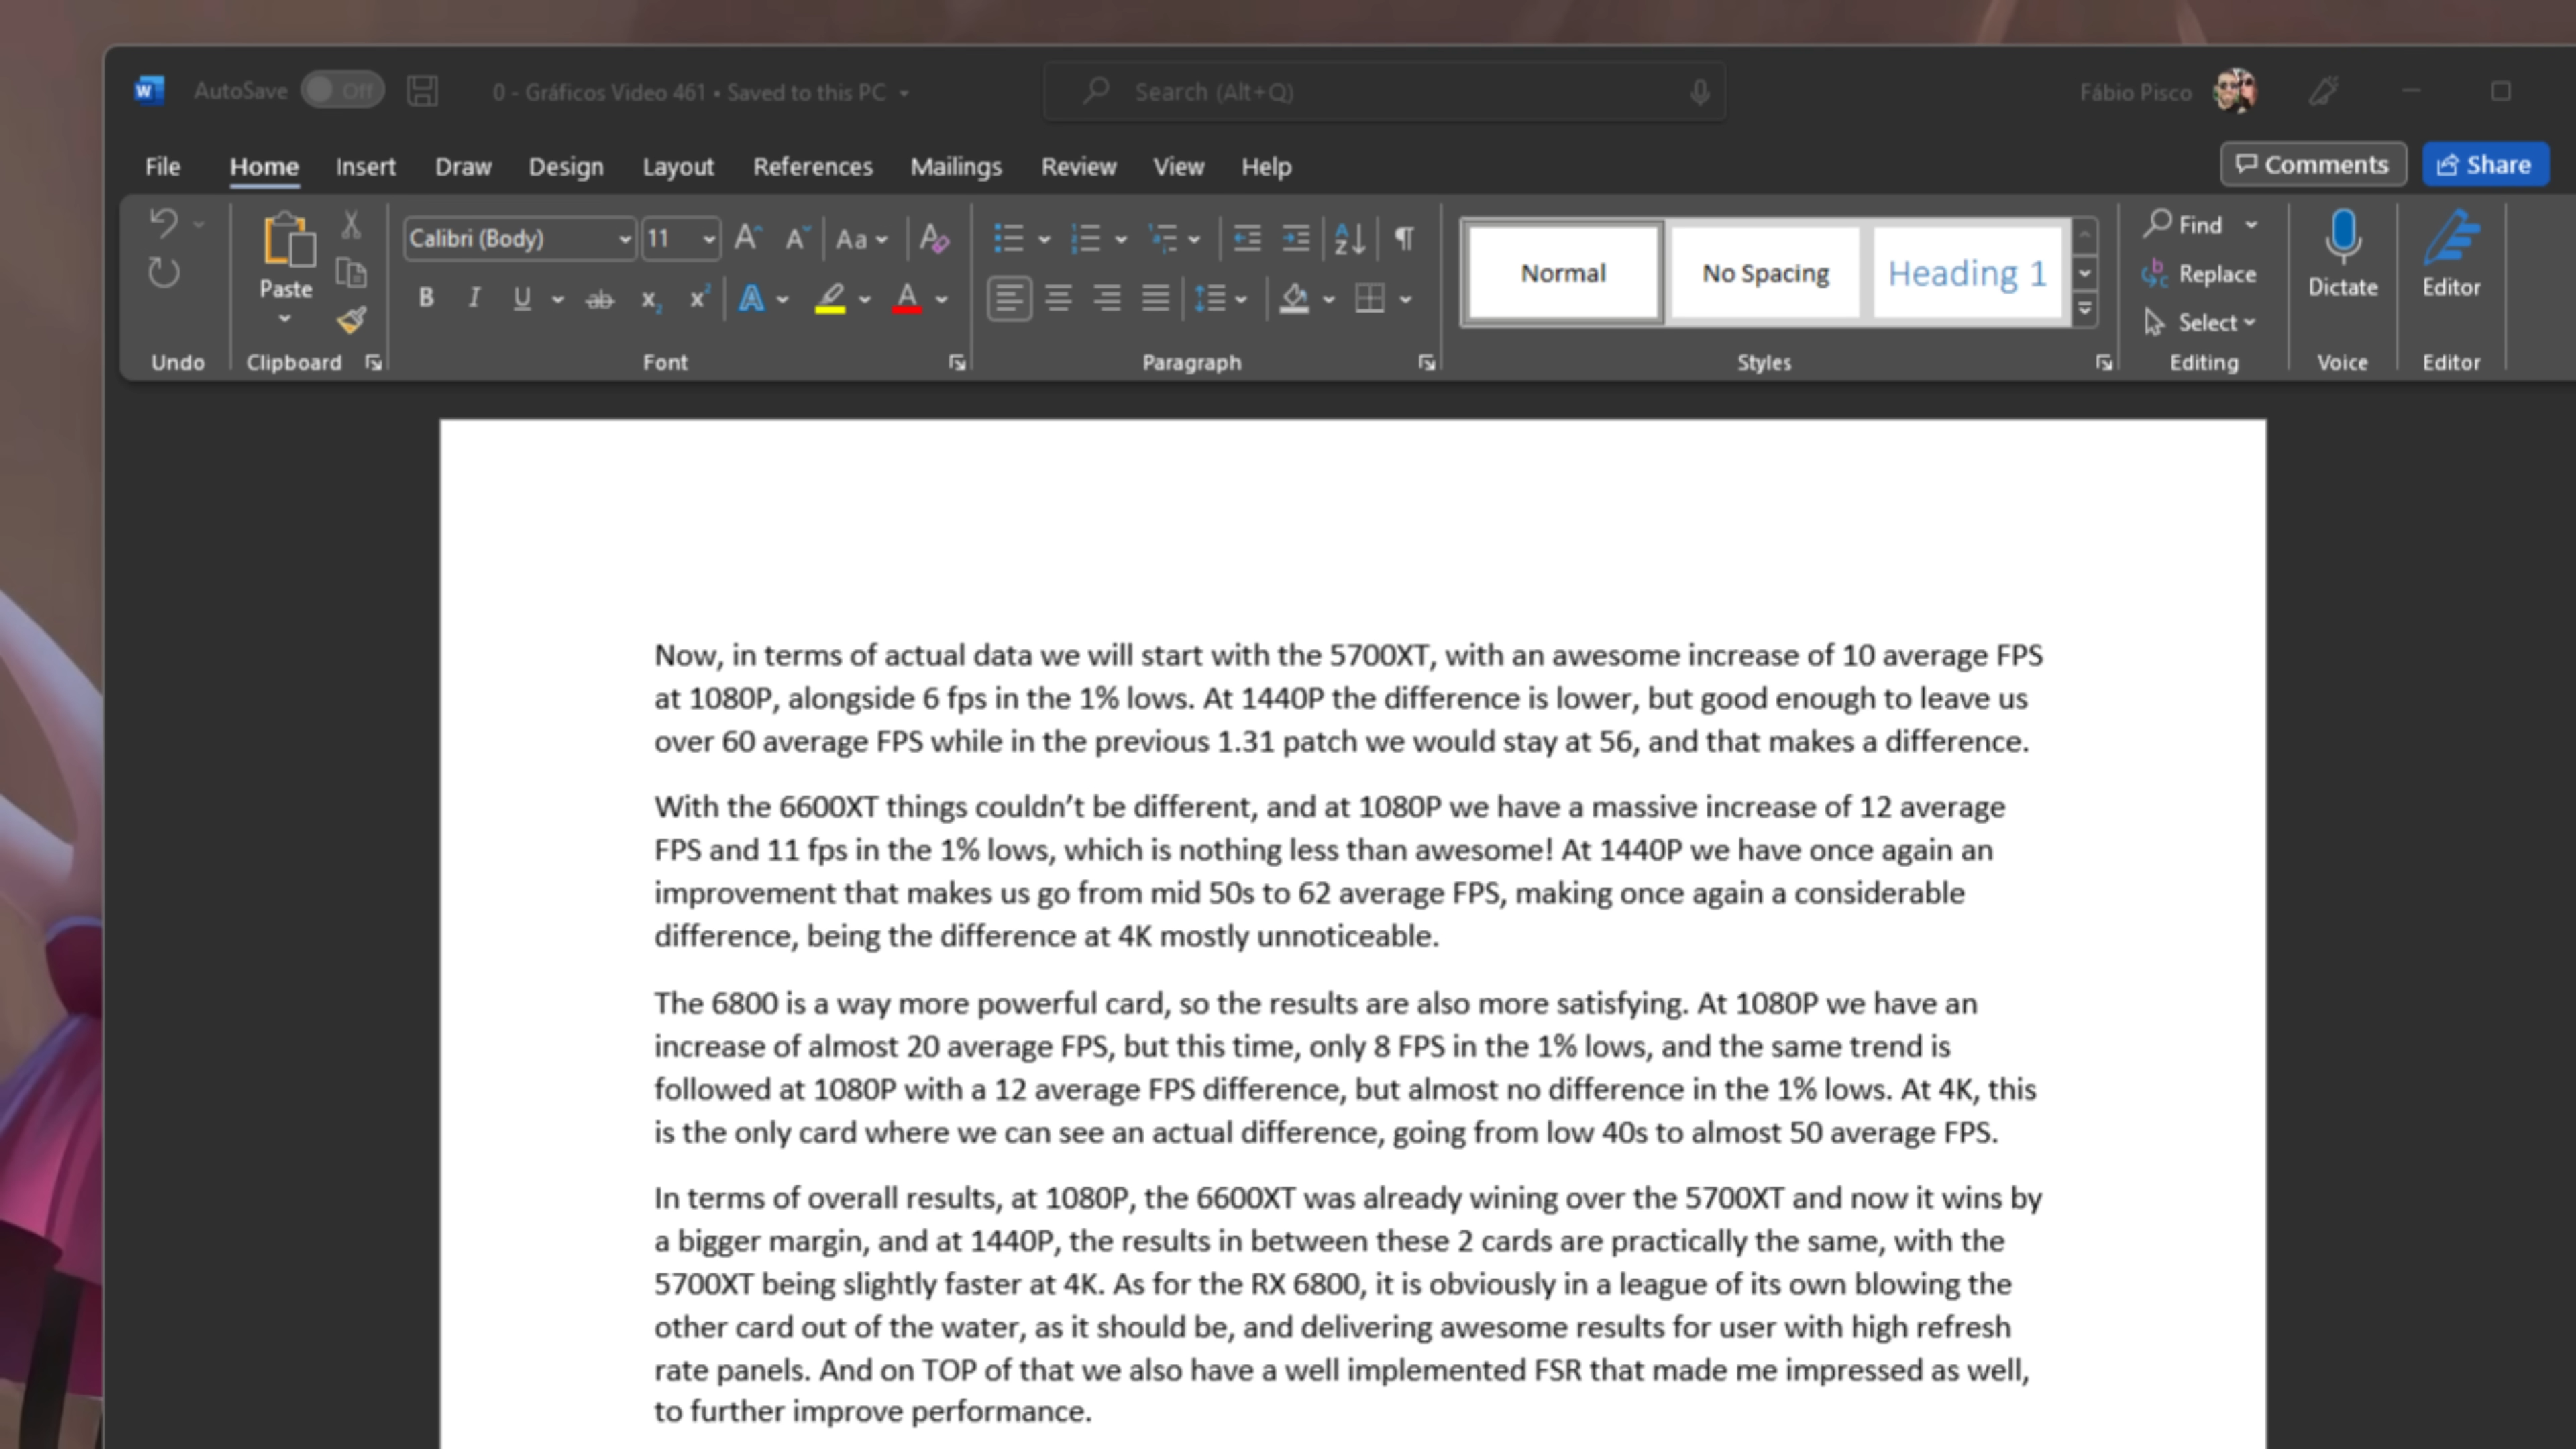 AutoSave Off 0 - Gráficos Video 461 • Saved to this PC Search (Alt+Q) Fábio Pisco
File Home Insert Draw Design Layout References Mailings Review View Help Comments Share
Calibri (Body) 11 Aa Normal No Spacing Heading 1 Find
Paste Replace Dictate Editor
B I U ab x₂ x² A A Select
Undo Clipboard Font Paragraph Styles Editing Voice Editor
Now, in terms of actual data we will start with the 5700XT, with an awesome increase of 10 average FPS
at 1080P, alongside 6 fps in the 1% lows. At 1440P the difference is lower, but good enough to leave us
over 60 average FPS while in the previous 1.31 patch we would stay at 56, and that makes a difference.
With the 6600XT things couldn’t be different, and at 1080P we have a massive increase of 12 average
FPS and 11 fps in the 1% lows, which is nothing less than awesome! At 1440P we have once again an
improvement that makes us go from mid 50s to 62 average FPS, making once again a considerable
difference, being the difference at 4K mostly unnoticeable.
The 6800 is a way more powerful card, so the results are also more satisfying. At 1080P we have an
increase of almost 20 average FPS, but this time, only 8 FPS in the 1% lows, and the same trend is
followed at 1080P with a 12 average FPS difference, but almost no difference in the 1% lows. At 4K, this
is the only card where we can see an actual difference, going from low 40s to almost 50 average FPS.
In terms of overall results, at 1080P, the 6600XT was already wining over the 5700XT and now it wins by
a bigger margin, and at 1440P, the results in between these 2 cards are practically the same, with the
5700XT being slightly faster at 4K. As for the RX 6800, it is obviously in a league of its own blowing the
other card out of the water, as it should be, and delivering awesome results for user with high refresh
rate panels. And on TOP of that we also have a well implemented FSR that made me impressed as well,
to further improve performance.